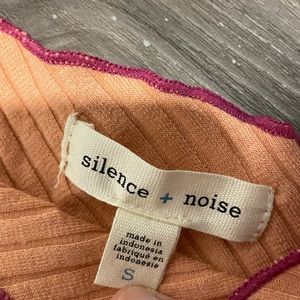 silence + noise
made in
indonesia
fabriqué en
indonésie
S